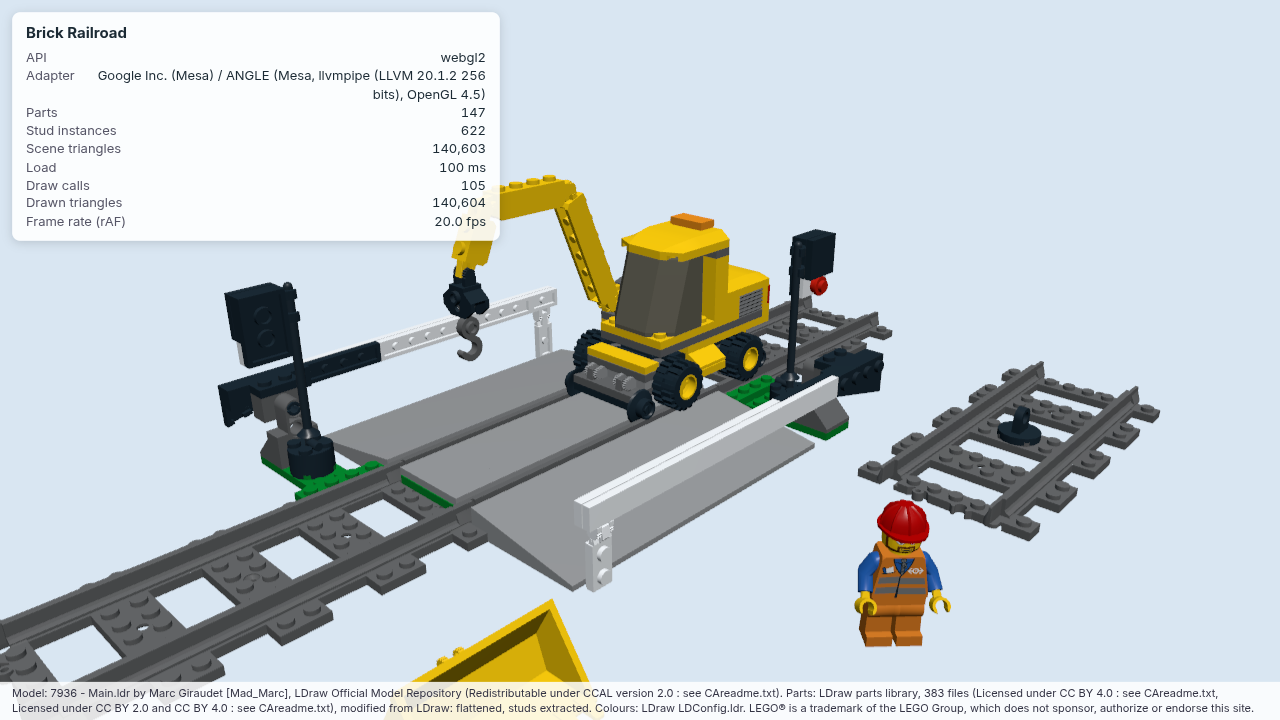 Brick Railroad
API webgl2
Adapter Google Inc. (Mesa) / ANGLE (Mesa, llvmpipe (LLVM 20.1.2 256
bits), OpenGL 4.5)
Parts 147
Stud instances 622
Scene triangles 140,603
Load 100 ms
Draw calls 105
Drawn triangles 140,604
Frame rate (rAF) 20.0 fps
Model: 7936 - Main.ldr by Marc Giraudet [Mad_Marc], LDraw Official Model Repository (Redistributable under CCAL version 2.0 : see CAreadme.txt). Parts: LDraw parts library, 383 files (Licensed under CC BY 4.0 : see CAreadme.txt,
Licensed under CC BY 2.0 and CC BY 4.0 : see CAreadme.txt), modified from LDraw: flattened, studs extracted. Colours: LDraw LDConfig.ldr. LEGO® is a trademark of the LEGO Group, which does not sponsor, authorize or endorse this site.